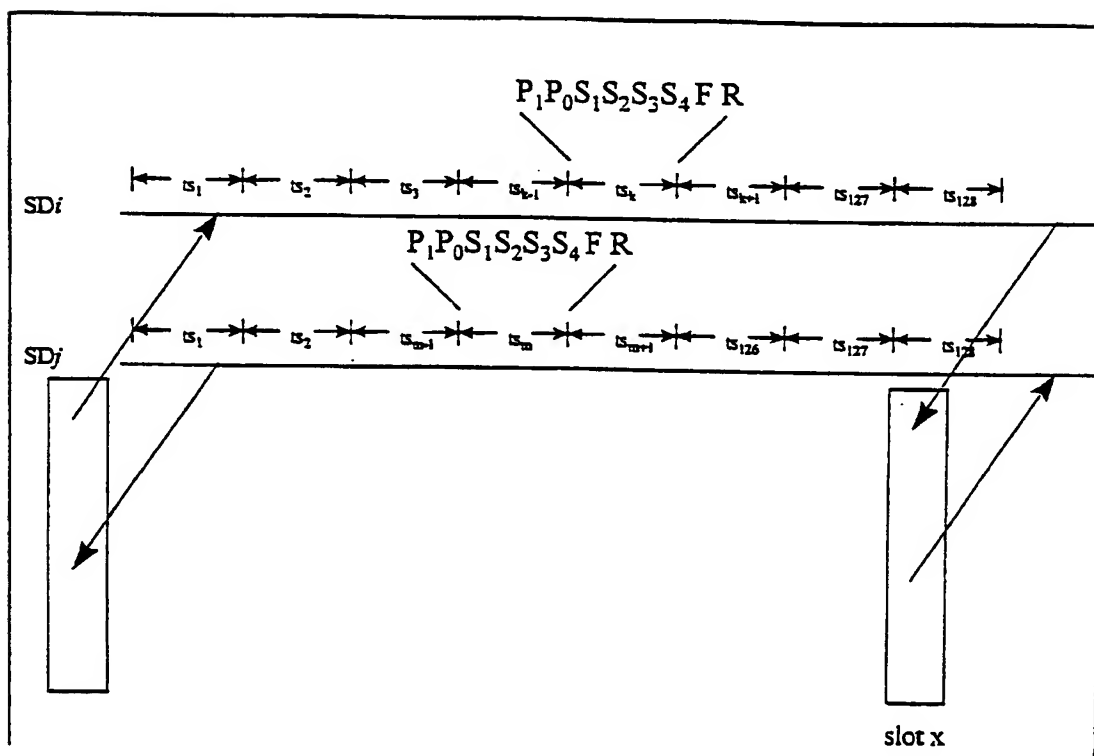 P₁P₀S₁S₂S₃S₄ F R
ts₁ ts₂ ts₃ tsₖ₋₁ tsₖ tsₖ₊₁ ts₁₂₇ ts₁₂₈
SDi
P₁P₀S₁S₂S₃S₄ F R
ts₁ ts₂ tsₘ₋₁ tsₘ tsₘ₊₁ ts₁₂₆ ts₁₂₇ ts₁₂₈
SDj
slot x